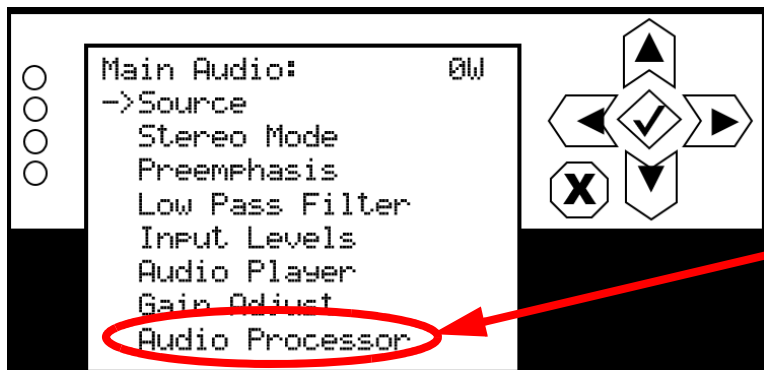 Main Audio: 0W
->Source
Stereo Mode
Preemphasis
Low Pass Filter
Input Levels
Audio Player
Gain Adjust
Audio Processor
X